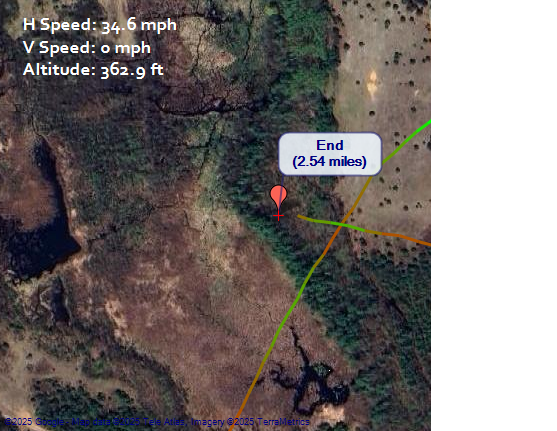 H Speed: 34.6 mph
V Speed: 0 mph
Altitude: 362.9 ft
End
(2.54 miles)
©2025 Google, Map data ©2025 Tele Atlas, Imagery ©2025 TerraMetrics